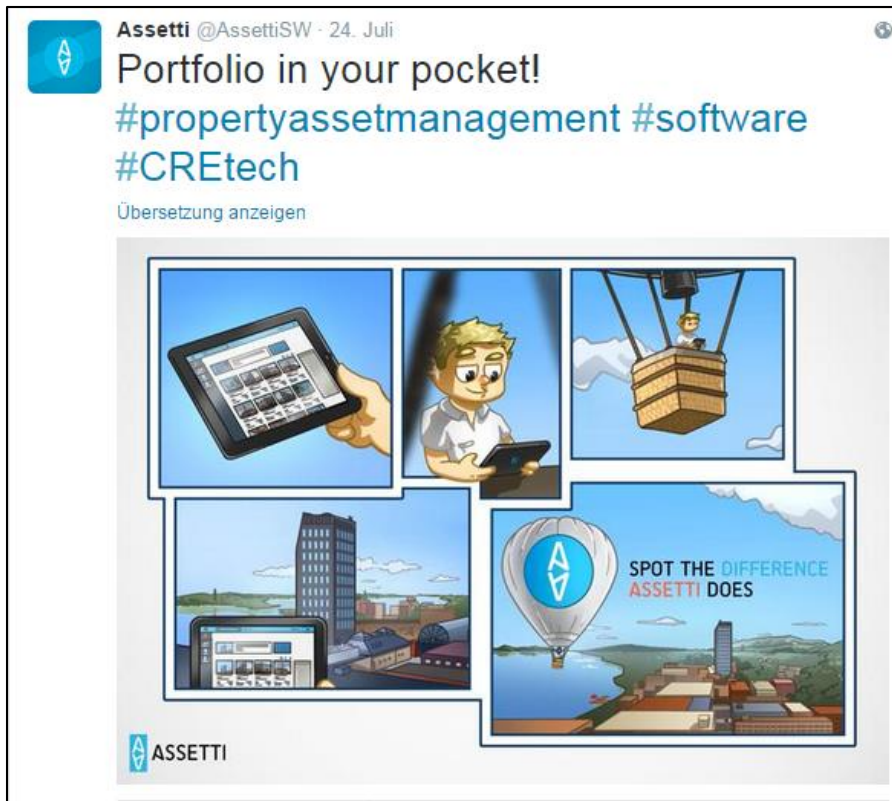 Assetti @AssettiSW · 24. Juli
Portfolio in your pocket!
#propertyassetmanagement #software
#CREtech
Übersetzung anzeigen
SPOT THE DIFFERENCE
ASSETTI DOES
ASSETTI